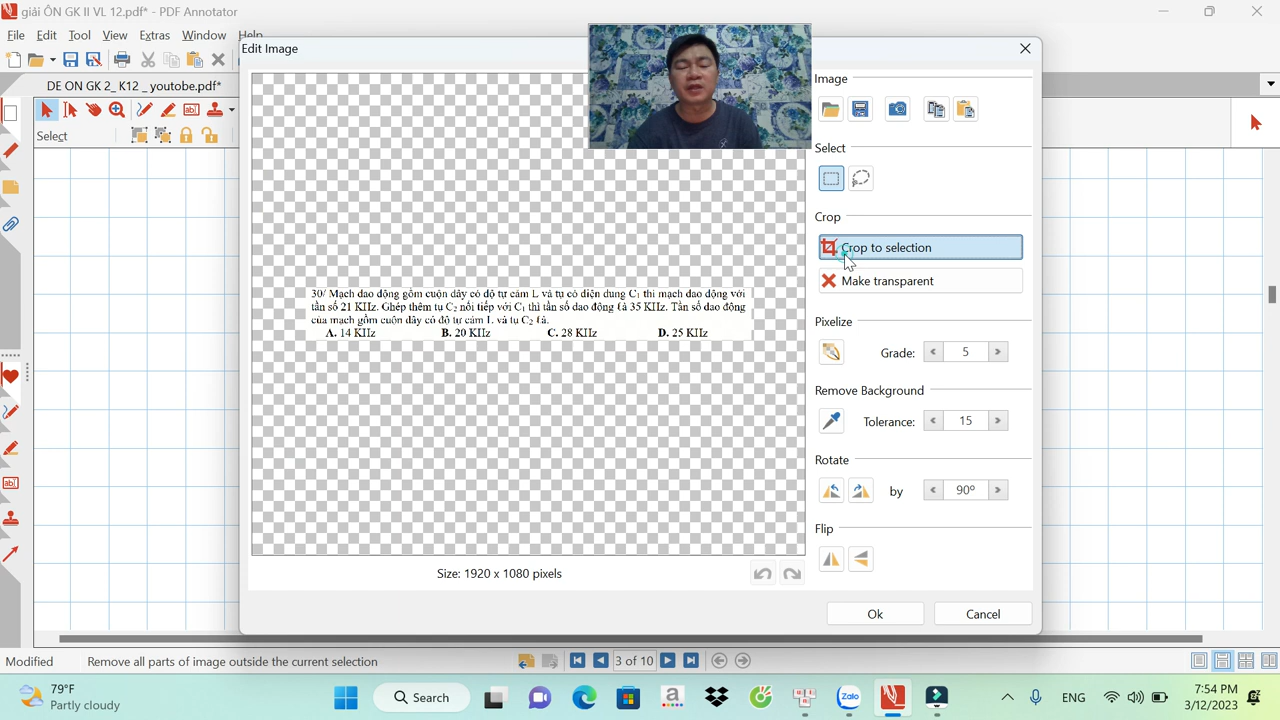 giải ÔN GK II VL 12.pdf* - PDF Annotator
File Edit Tool View Extras Window Help
DE ON GK 2_ K12 _ youtube.pdf*
Select
Edit Image
30/ Mạch dao động gồm cuộn dây có độ tự cảm L và tụ có điện dung C₁ thì mạch dao động với
tần số 21 KHz. Ghép thêm tụ C₂ nối tiếp với C₁ thì tần số dao động là 35 KHz. Tần số dao động
của mạch gồm cuộn dây có độ tự cảm L và tụ C₂ là.
A. 14 KHz B. 20 KHz C. 28 KHz D. 25 KHz
Size: 1920 x 1080 pixels
Image
Select
Crop
Crop to selection
Make transparent
Pixelize
Grade: 5
Remove Background
Tolerance: 15
Rotate
by 90º
Flip
Ok Cancel
Modified Remove all parts of image outside the current selection 3 of 10
79°F
Partly cloudy
Search
Zalo
ENG
7:54 PM
3/12/2023